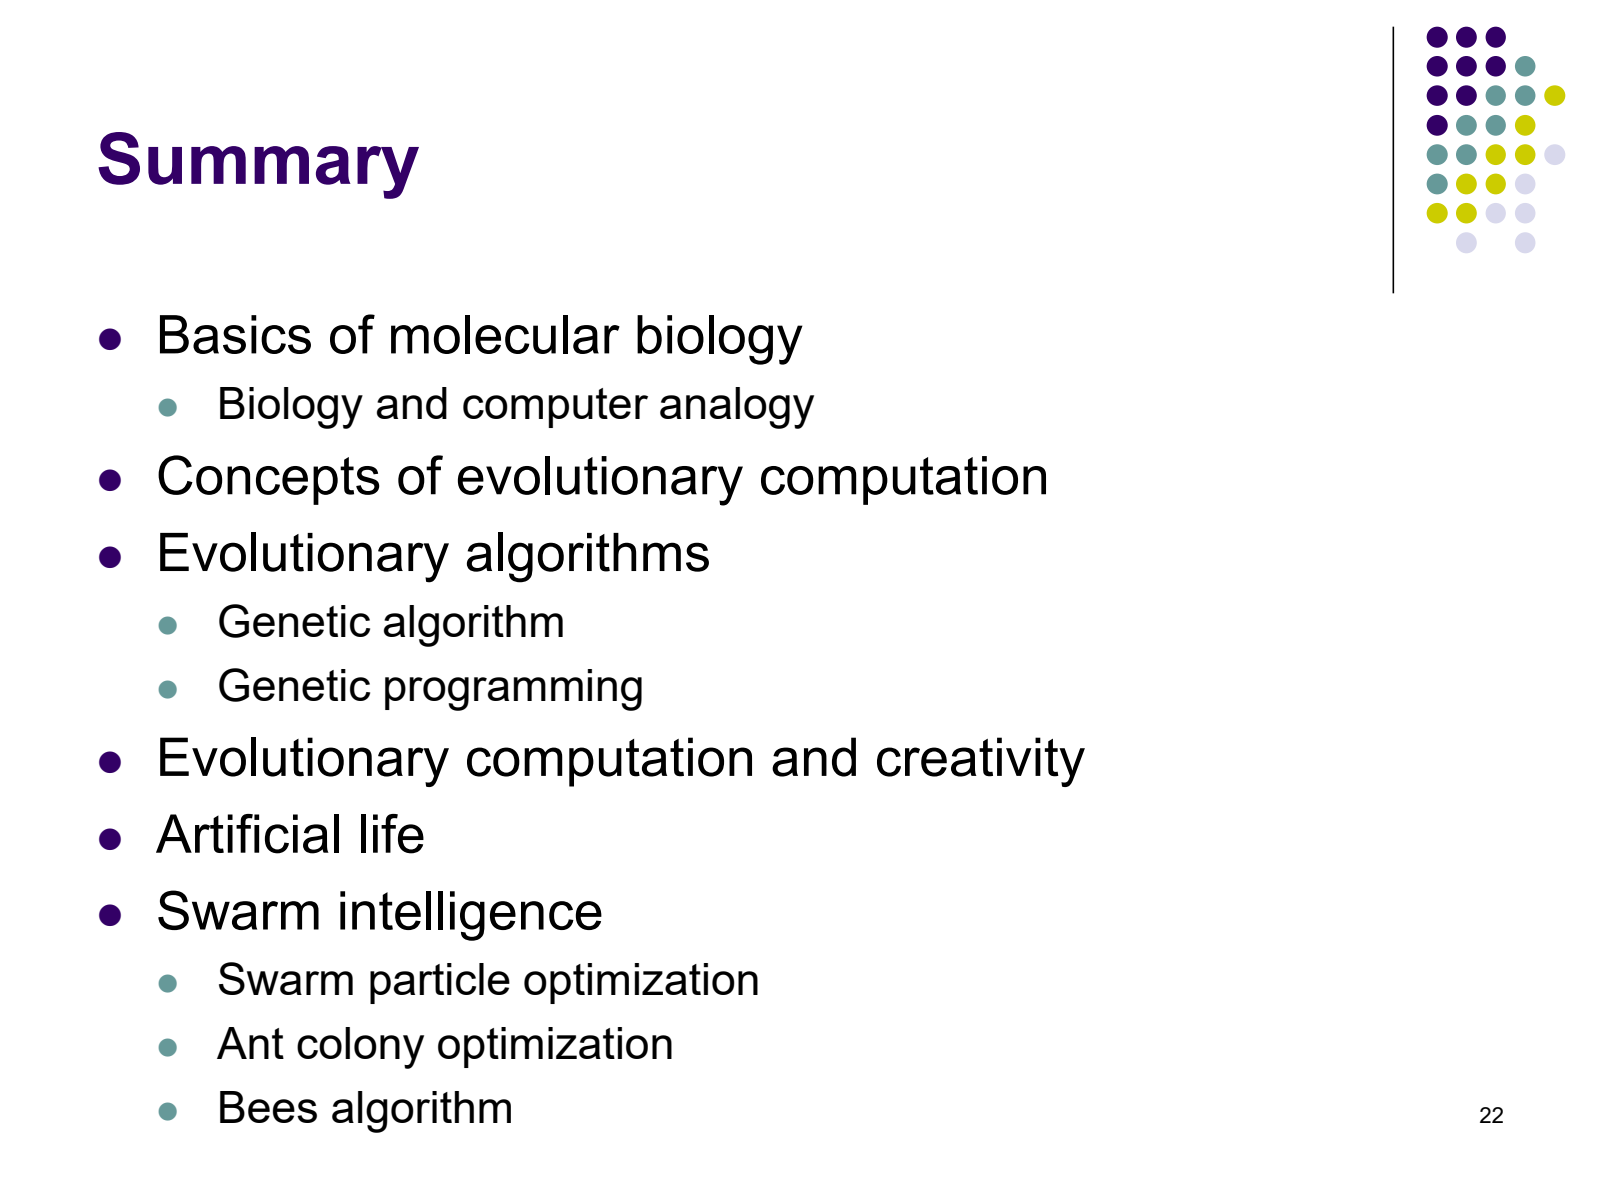 Summary
Basics of molecular biology
Biology and computer analogy
Concepts of evolutionary computation
Evolutionary algorithms
Genetic algorithm
Genetic programming
Evolutionary computation and creativity
Artificial life
Swarm intelligence
Swarm particle optimization
Ant colony optimization
Bees algorithm
22